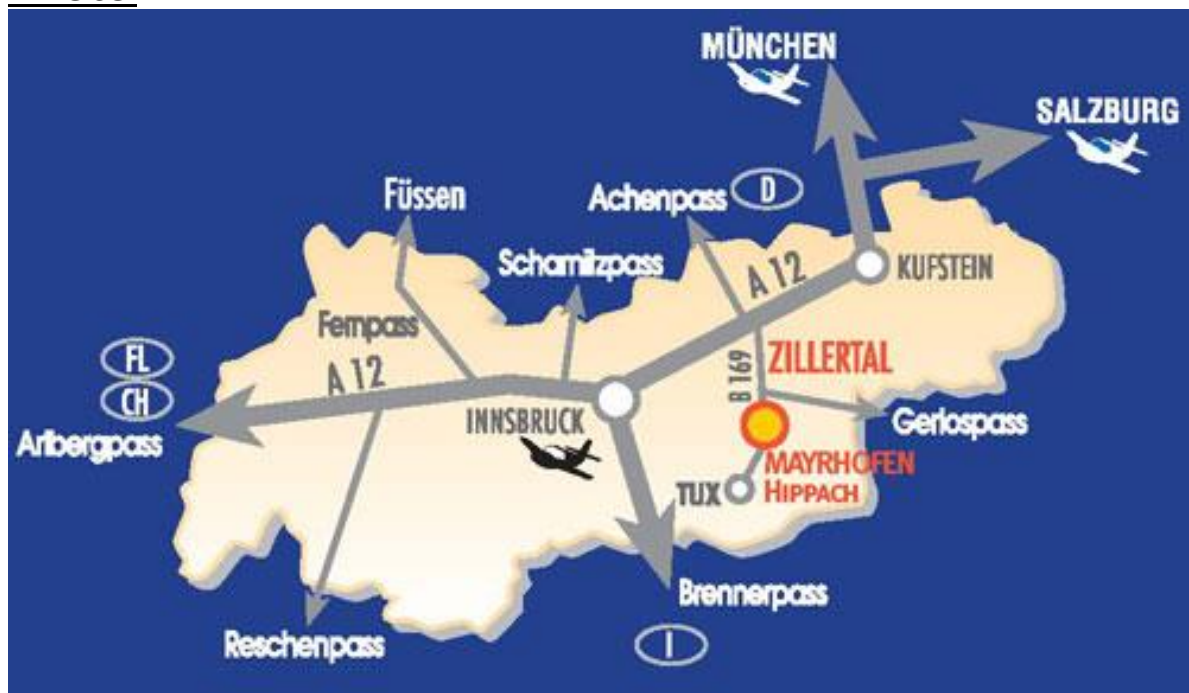 MÜNCHEN
SALZBURG
Füssen
Achenpass
D
Scharnitzpass
A 12
KUFSTEIN
Fernpass
FL
A 12
CH
B 169
ZILLERTAL
Arlbergpass
INNSBRUCK
Gerlospass
MAYRHOFEN
TUX
HIPPACH
Brennerpass
Reschenpass
I